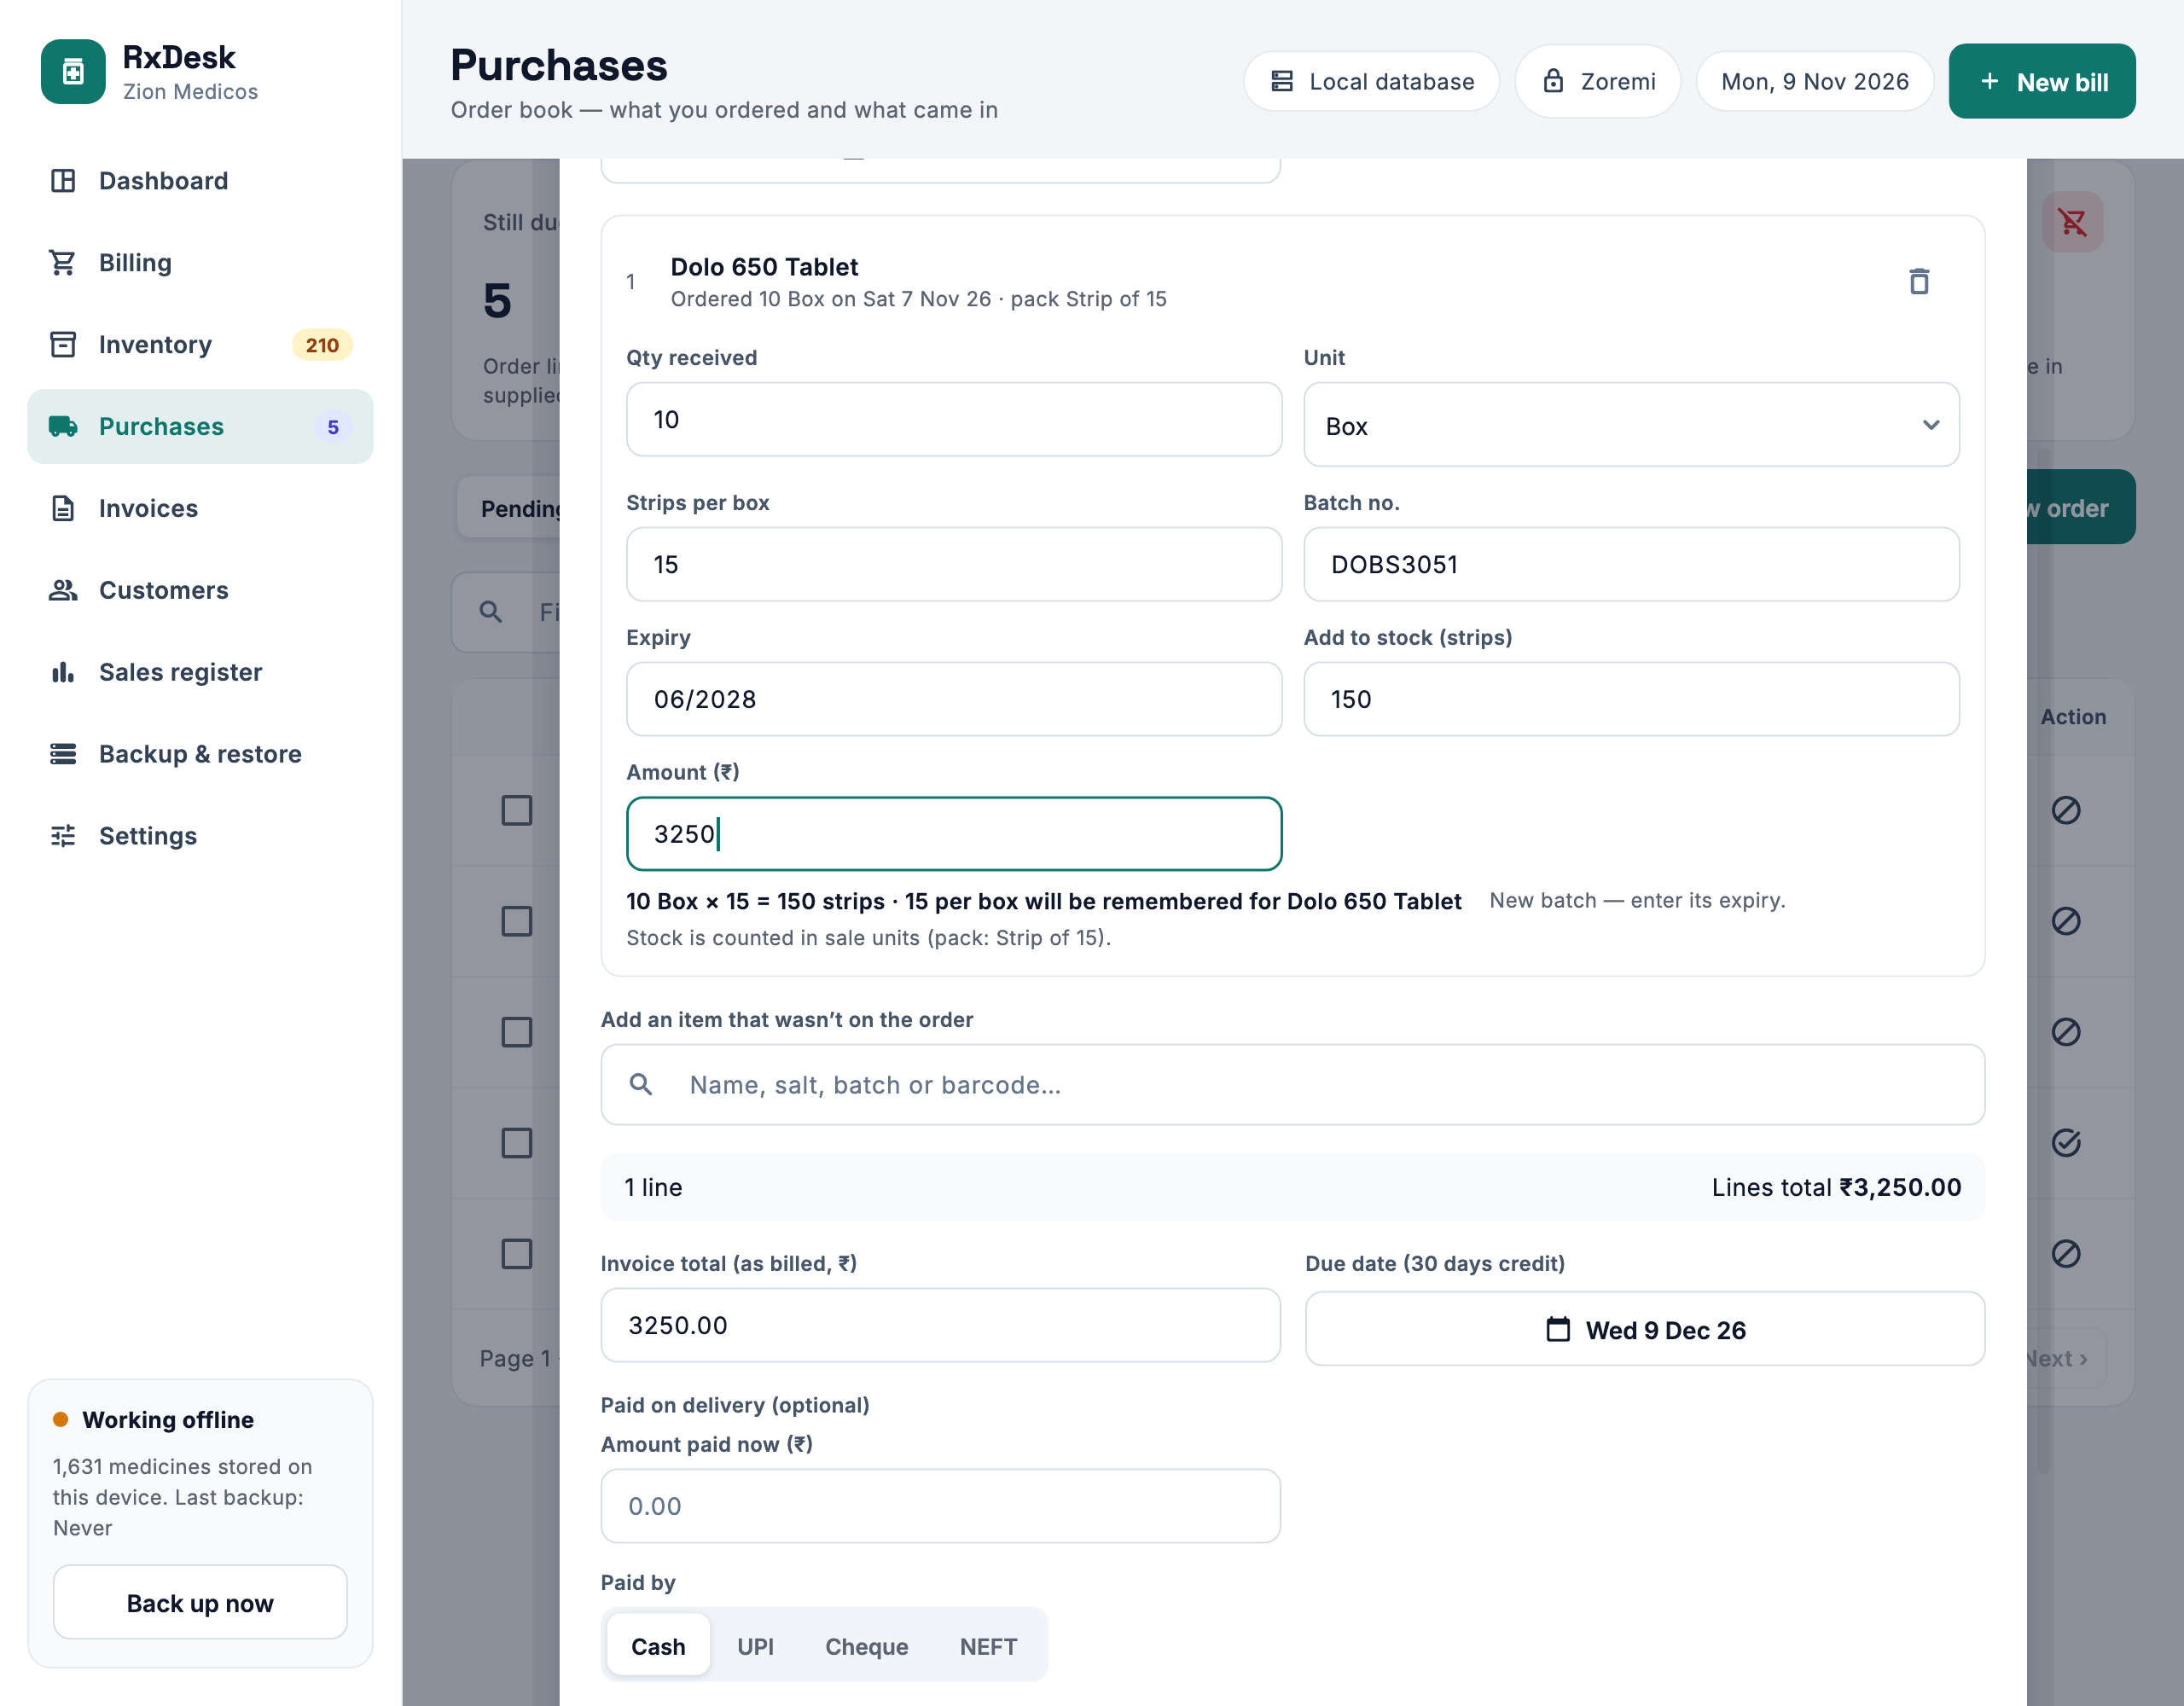 RxDesk
Zion Medicos
Dashboard
Billing
Inventory 210
Purchases 5
Invoices
Customers
Sales register
Backup & restore
Settings
Working offline
1,631 medicines stored on
this device. Last backup:
Never
Back up now
Purchases
Order book — what you ordered and what came in
Local database
Zoremi
Mon, 9 Nov 2026
+ New bill
Still du
5
Order li
supplie
e in
Pending
w order
Fi
Action
Page 1
Next ›
1
Dolo 650 Tablet
Ordered 10 Box on Sat 7 Nov 26 · pack Strip of 15
Qty received
10
Unit
Box
Strips per box
15
Batch no.
DOBS3051
Expiry
06/2028
Add to stock (strips)
150
Amount (₹)
3250
10 Box × 15 = 150 strips · 15 per box will be remembered for Dolo 650 Tablet New batch — enter its expiry.
Stock is counted in sale units (pack: Strip of 15).
Add an item that wasn’t on the order
Name, salt, batch or barcode...
1 line
Lines total ₹3,250.00
Invoice total (as billed, ₹)
3250.00
Due date (30 days credit)
Wed 9 Dec 26
Paid on delivery (optional)
Amount paid now (₹)
0.00
Paid by
Cash UPI Cheque NEFT